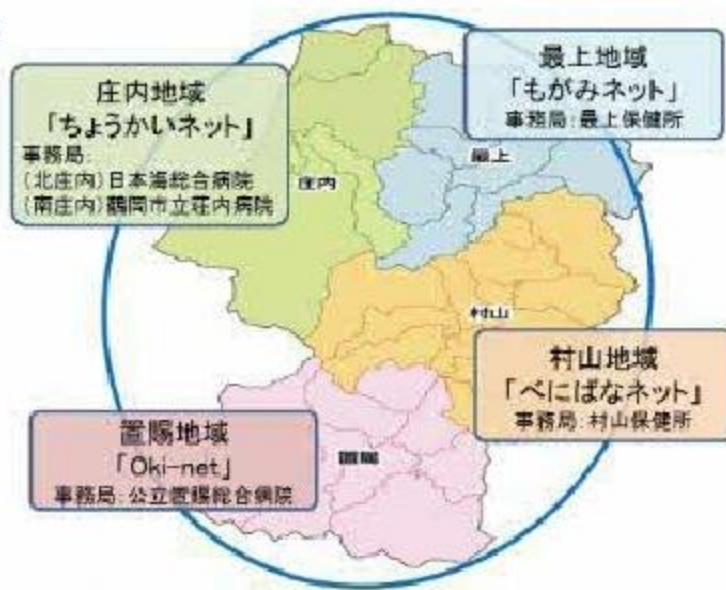 庄内地域
「ちょうかいネット」
事務局:
(北庄内)日本海総合病院
(南庄内)鶴岡市立荘内病院
最上地域
「もがみネット」
事務局:最上保健所
最上
庄内
村山
村山地域
「べにばなネット」
事務局:村山保健所
置賜地域
「Oki-net」
事務局:公立置賜総合病院
置賜